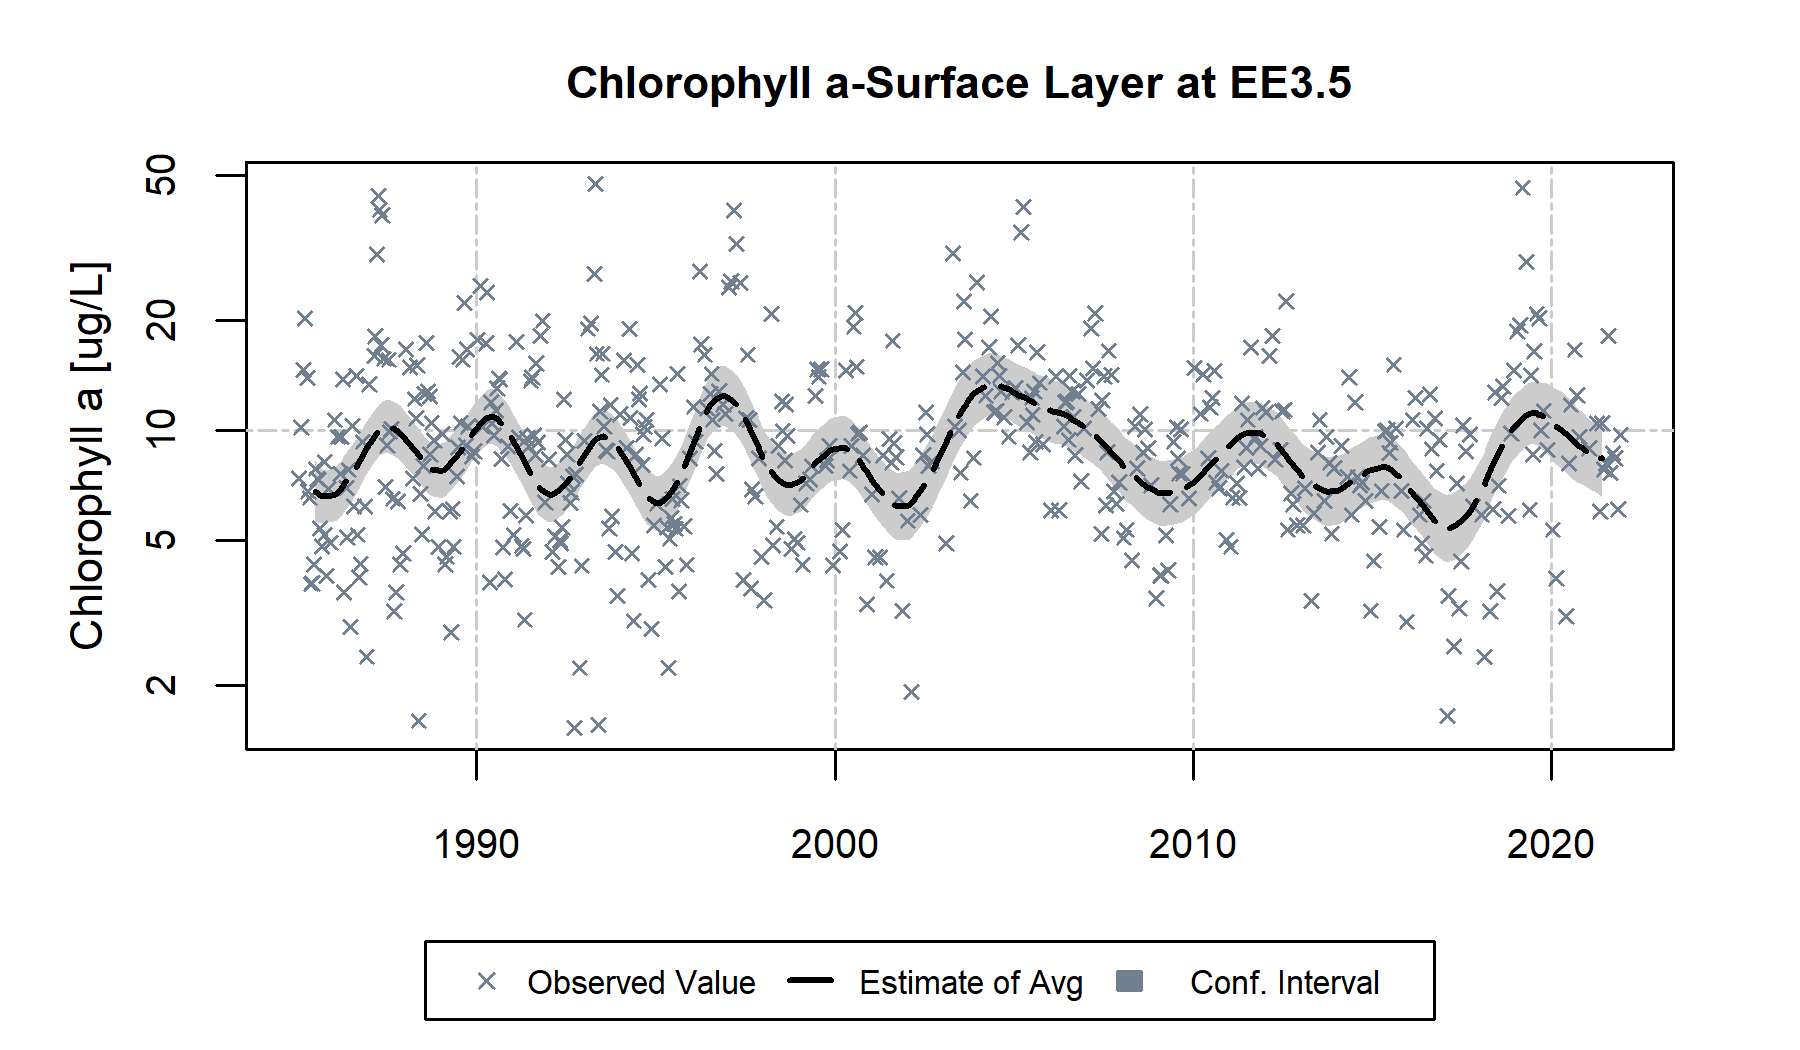 Chlorophyll a-Surface Layer at EE3.5
Chlorophyll a [ug/L]
50
20
10
5
2
1990 2000 2010 2020
Observed Value Estimate of Avg Conf. Interval